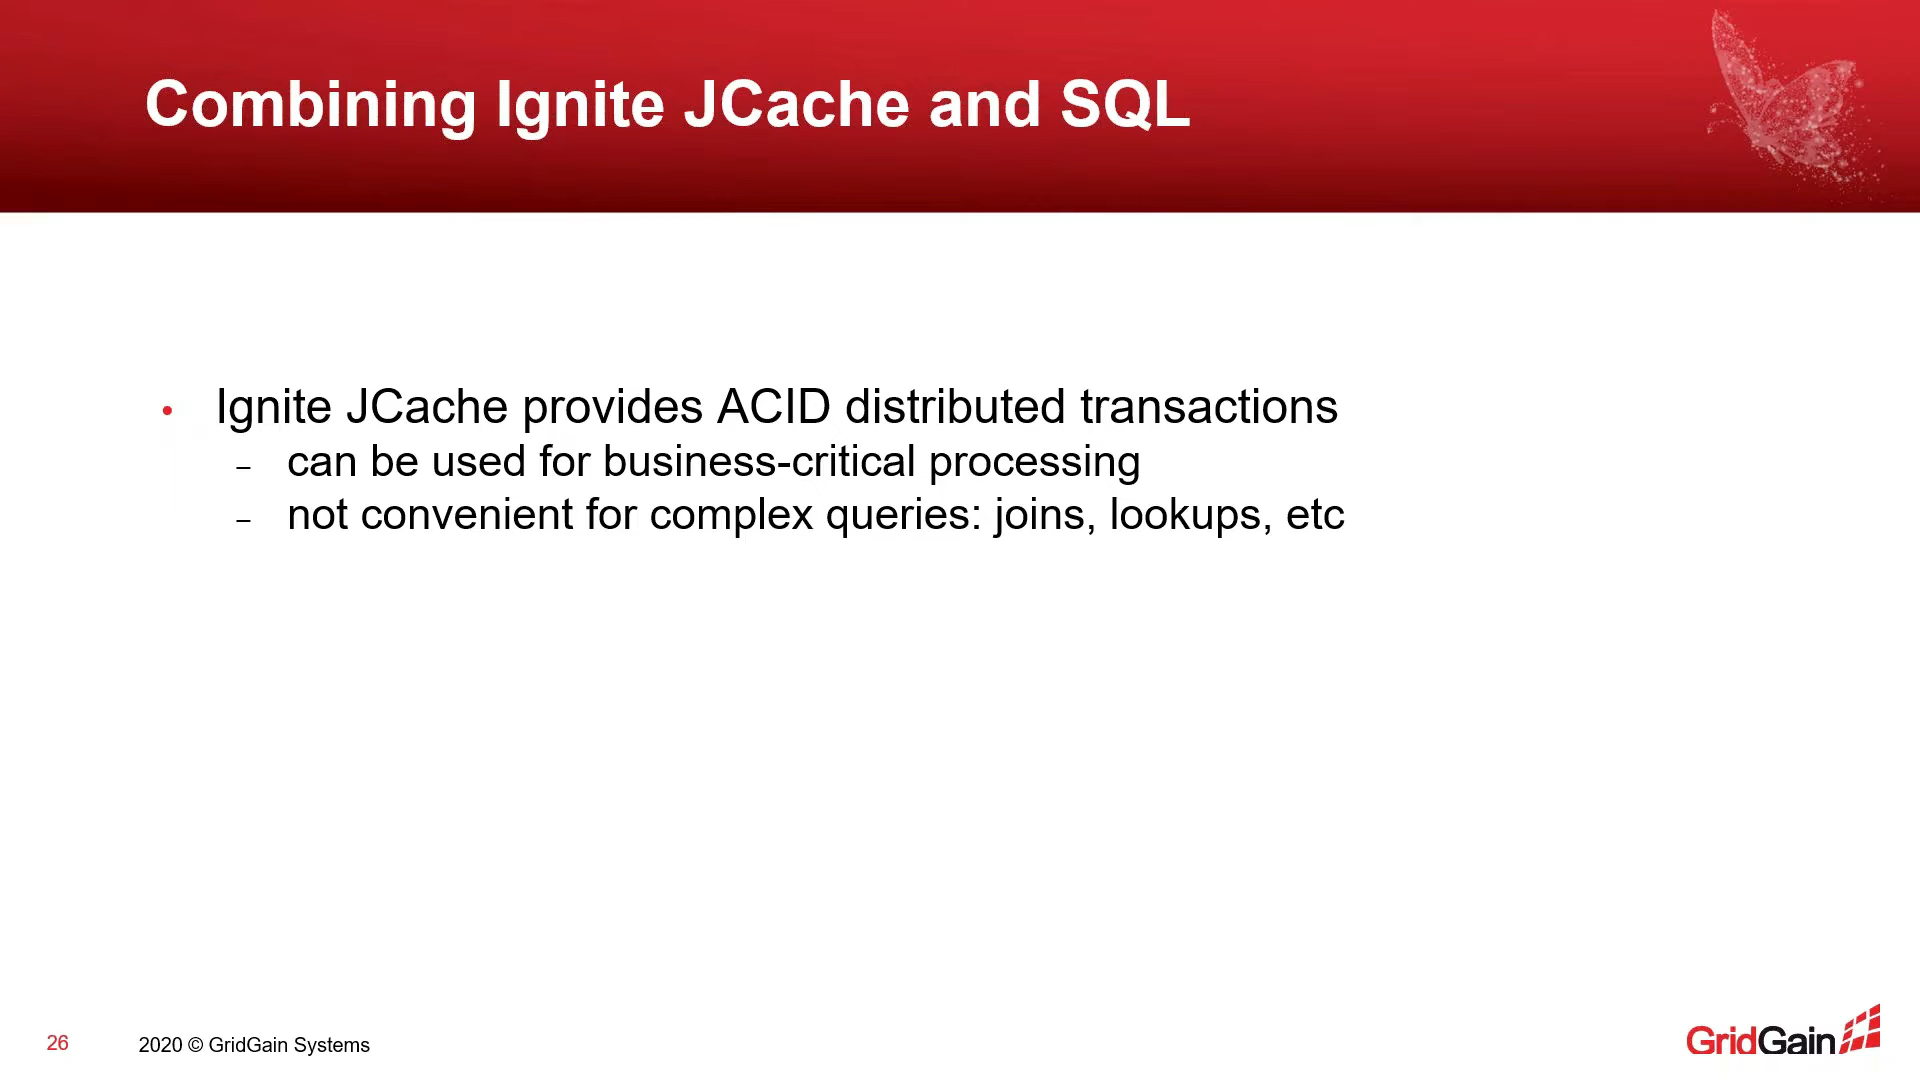 Combining Ignite JCache and SQL
• Ignite JCache provides ACID distributed transactions
– can be used for business-critical processing
– not convenient for complex queries: joins, lookups, etc
26
2020 © GridGain Systems
GridGain